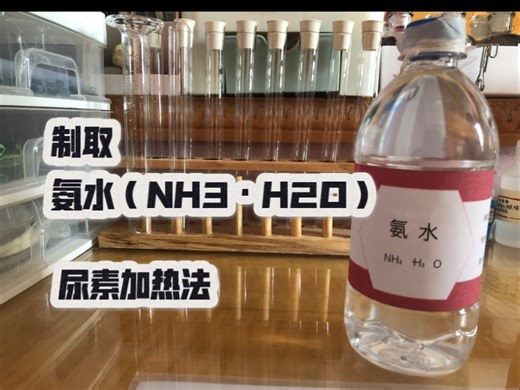 制取
氨水（NH3·H2O）
尿素加热法
氨 水
NH₃ H₂ O